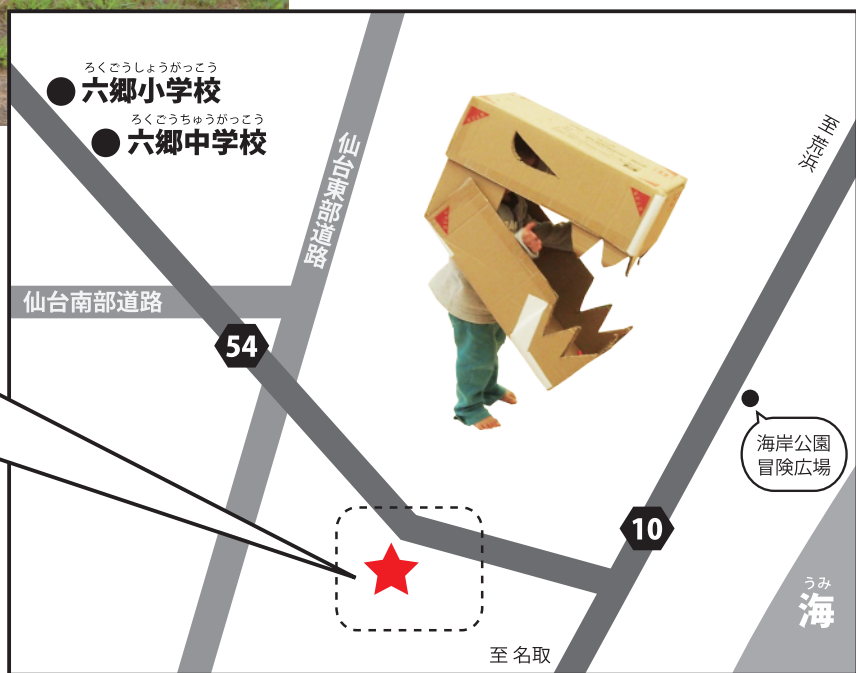 ろくごうしょうがっこう
六郷小学校
ろくごうちゅうがっこう
六郷中学校
仙台東部道路
至荒浜
仙台南部道路
54
海岸公園
冒険広場
10
うみ
海
至 名取